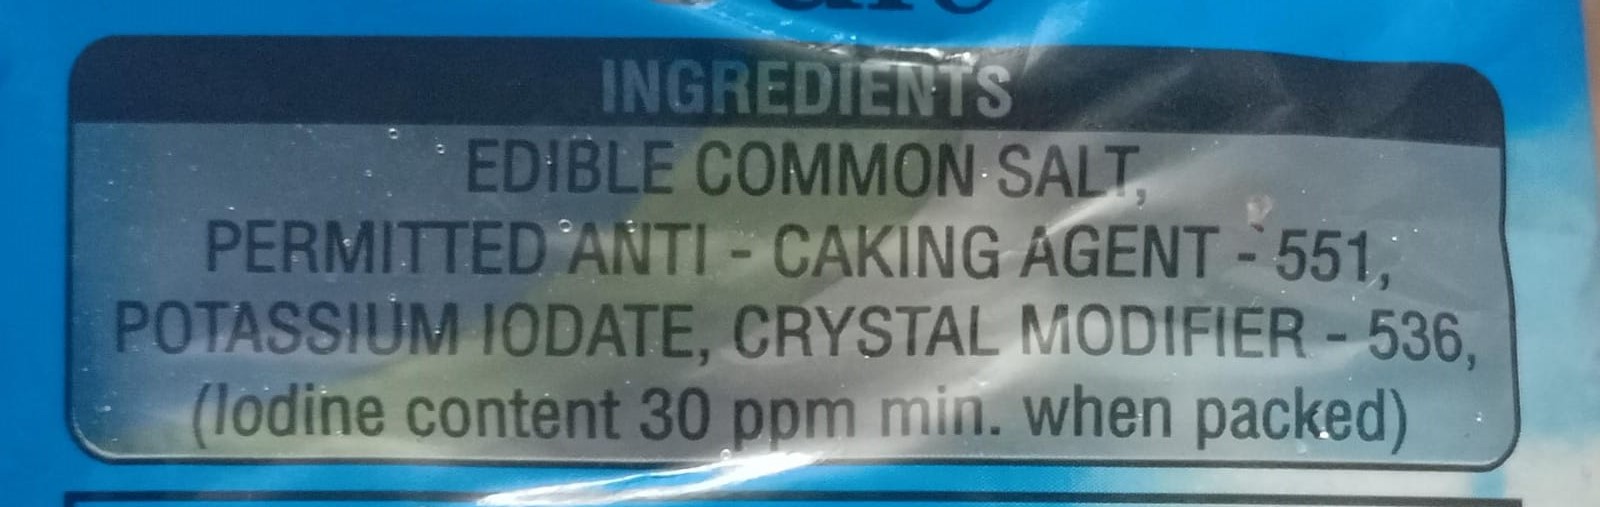 INGREDIENTS
EDIBLE COMMON SALT,
PERMITTED ANTI - CAKING AGENT - 551,
POTASSIUM IODATE, CRYSTAL MODIFIER - 536,
(Iodine content 30 ppm min. when packed)